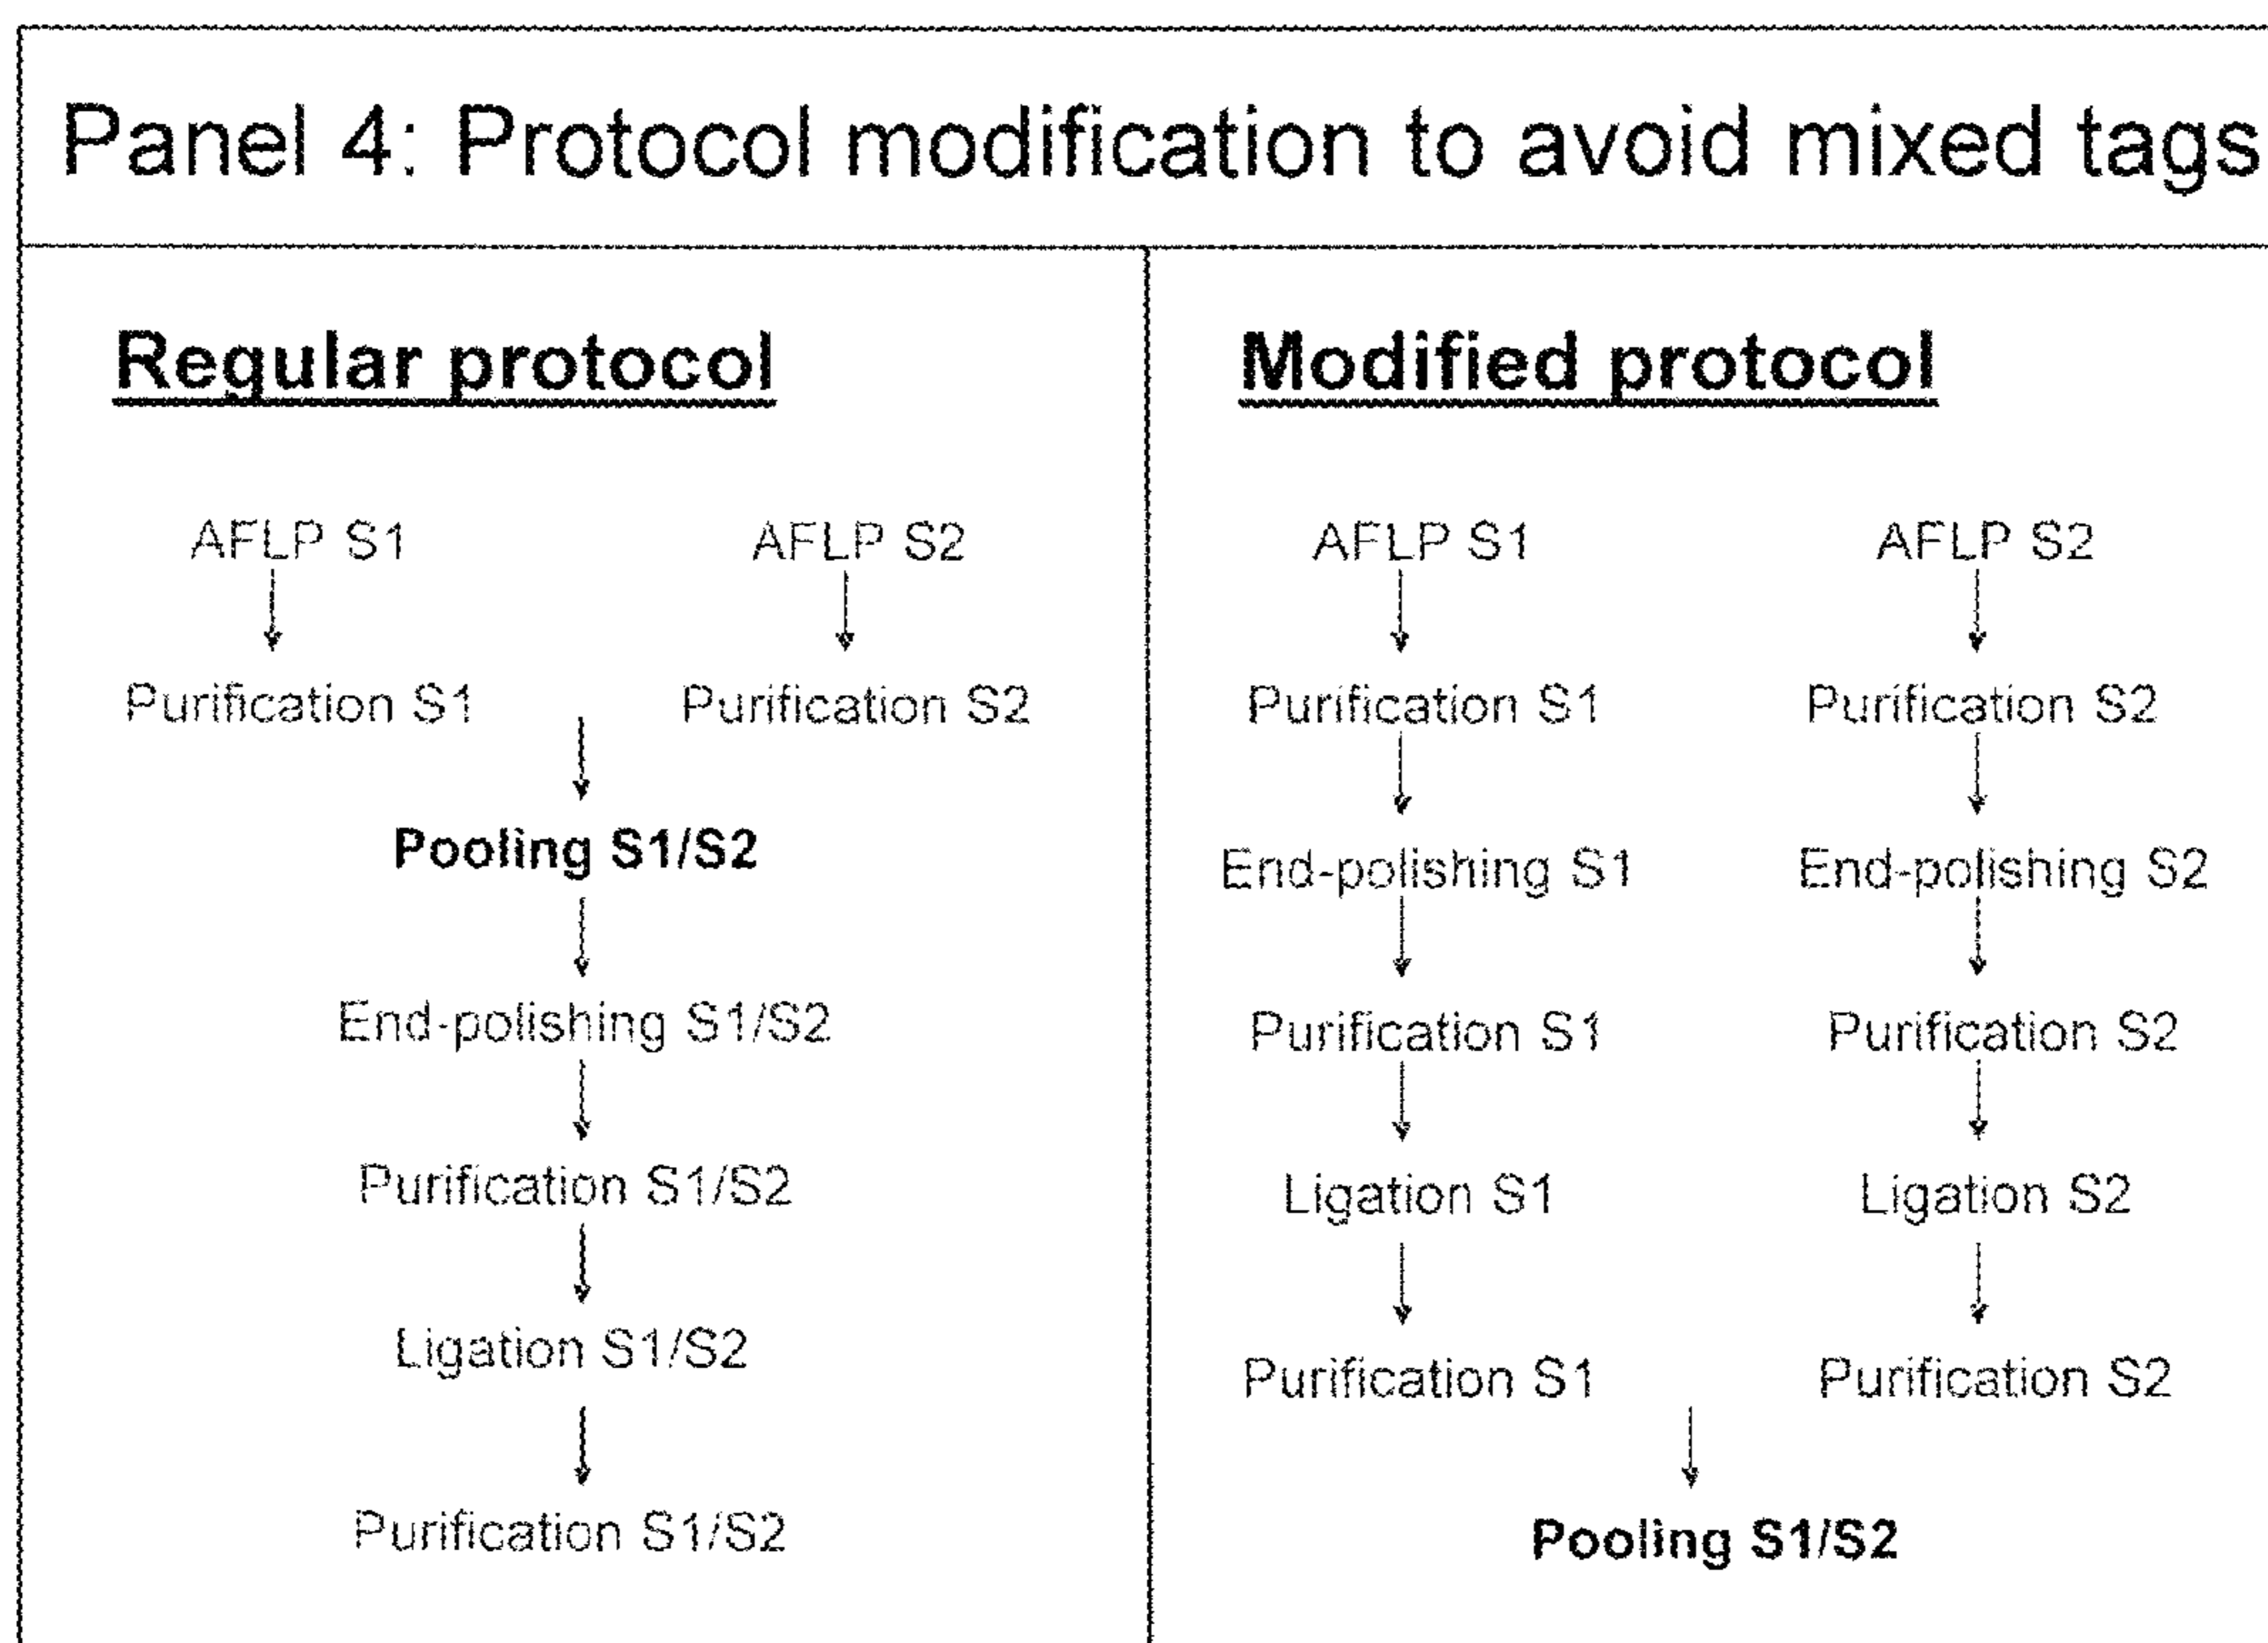 Panel 4: Protocol modification to avoid mixed tags
Regular protocol
AFLP S1 AFLP S2
Purification S1 Purification S2
Pooling S1/S2
End-polishing S1/S2
Purification S1/S2
Ligation S1/S2
Purification S1/S2
Modified protocol
AFLP S1 AFLP S2
Purification S1 Purification S2
End-polishing S1 End-polishing S2
Purification S1 Purification S2
Ligation S1 Ligation S2
Purification S1 Purification S2
Pooling S1/S2